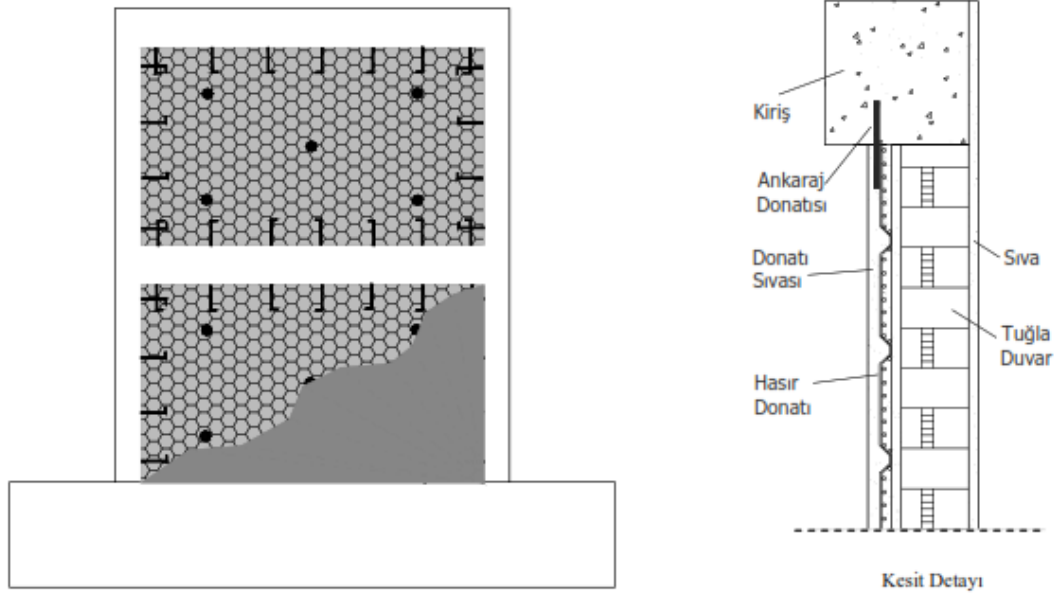 Kiriş
Ankaraj
Donatısı
Donatı
Sıvası
Hasır
Donatı
Sıva
Tuğla
Duvar
Kesit Detayı